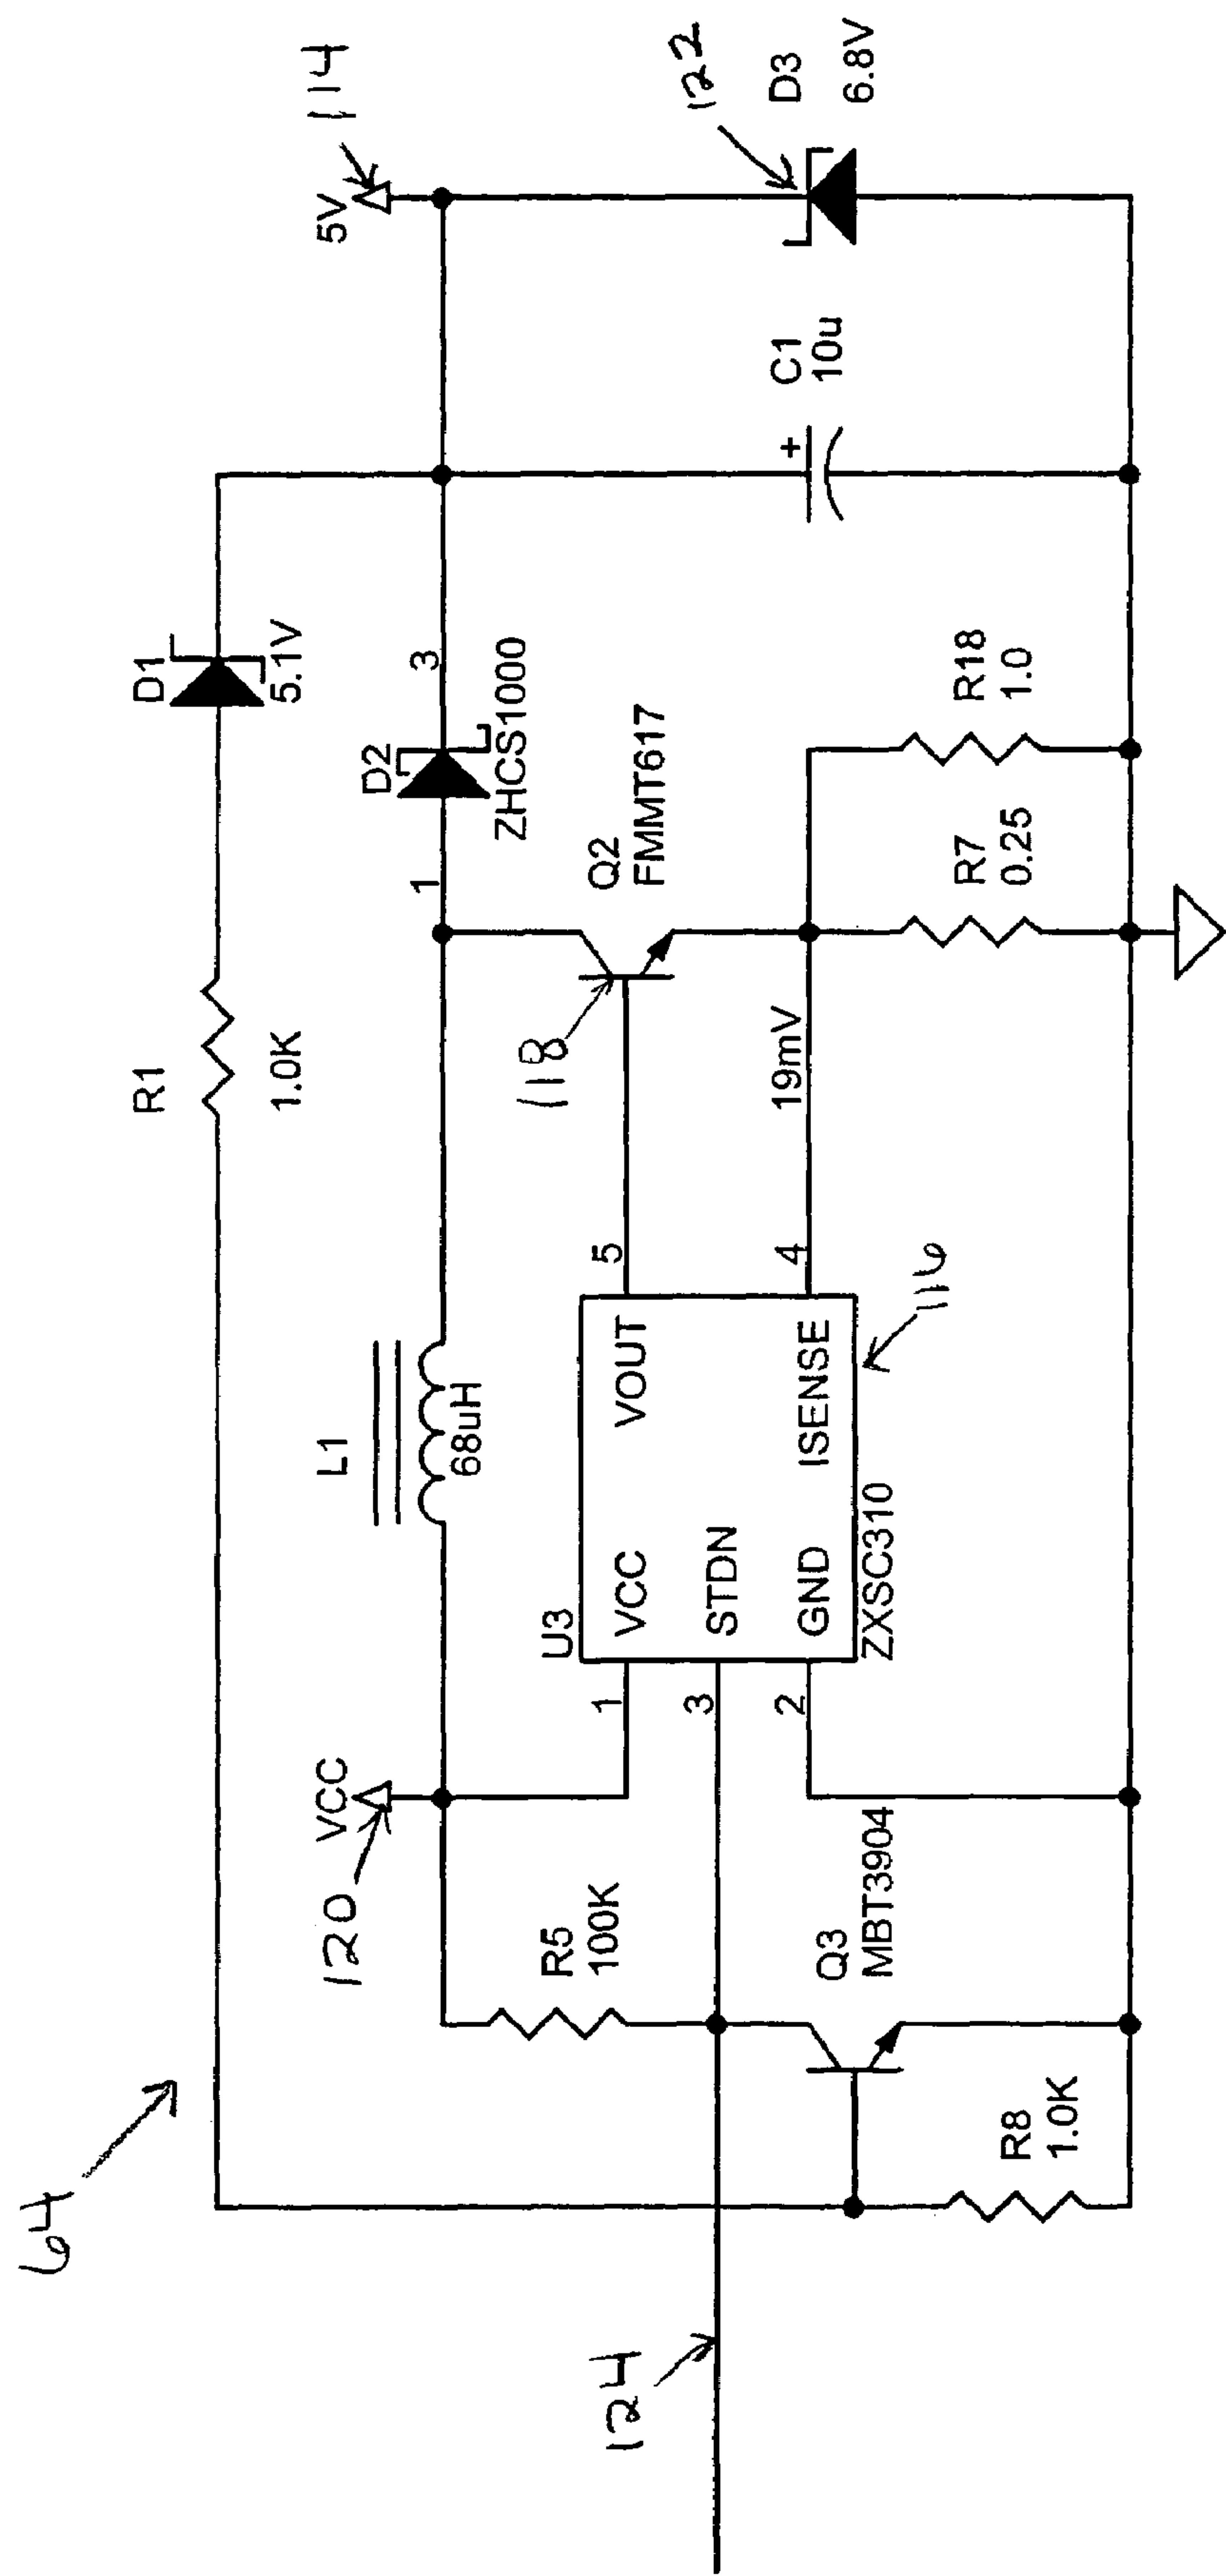 64
R1
1.0K
D1
5.1V
120
VCC
L1
68uH
D2
ZHCS1000
1
3
5V
114
R5
100K
124
U3
VCC
STDN
GND
VOUT
ISENSE
ZXSC310
1
3
2
5
4
116
118
Q2
FMMT617
19mV
Q3
MBT3904
R8
1.0K
R7
0.25
R18
1.0
C1
10u
+
122
D3
6.8V